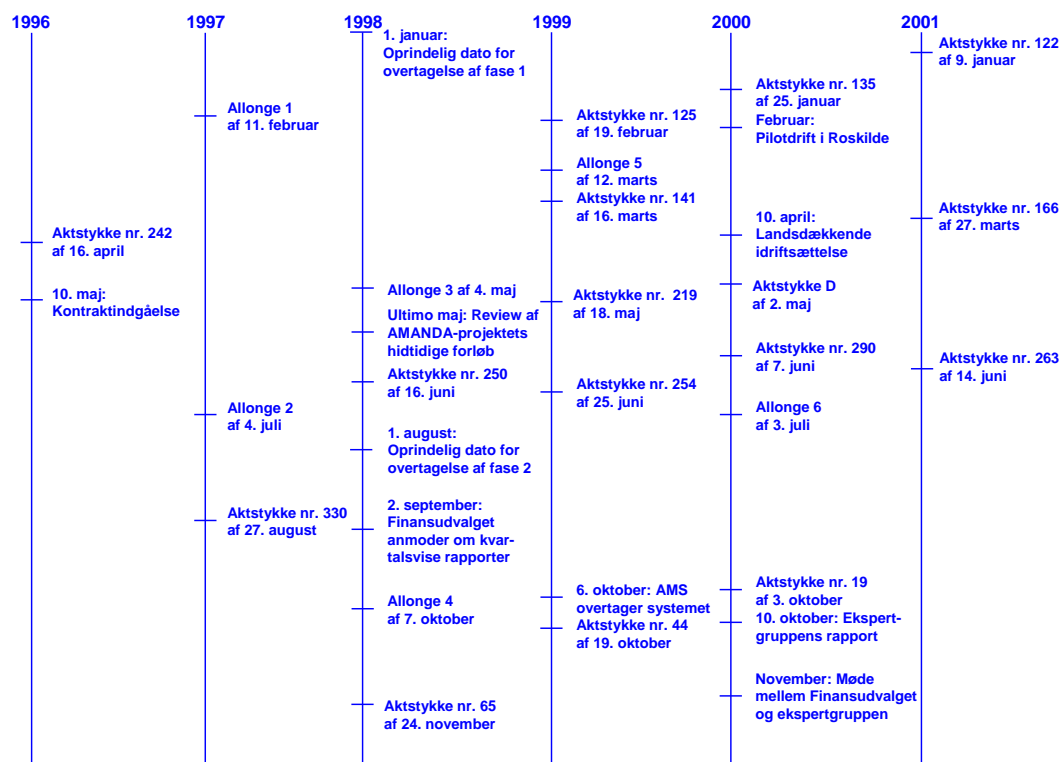 1996
1997
1998
1999
2000
2001
Aktstykke nr. 242
af 16. april
10. maj:
Kontraktindgåelse
Allonge 1
af 11. februar
Allonge 2
af 4. juli
Aktstykke nr. 330
af 27. august
1. januar:
Oprindelig dato for
overtagelse af fase 1
Allonge 3 af 4. maj
Ultimo maj: Review af
AMANDA-projektets
hidtidige forløb
Aktstykke nr. 250
af 16. juni
1. august:
Oprindelig dato for
overtagelse af fase 2
2. september:
Finansudvalget
anmoder om kvar-
talsvise rapporter
Allonge 4
af 7. oktober
Aktstykke nr. 65
af 24. november
Aktstykke nr. 125
af 19. februar
Allonge 5
af 12. marts
Aktstykke nr. 141
af 16. marts
Aktstykke nr. 219
af 18. maj
Aktstykke nr. 254
af 25. juni
6. oktober: AMS
overtager systemet
Aktstykke nr. 44
af 19. oktober
Aktstykke nr. 135
af 25. januar
Februar:
Pilotdrift i Roskilde
10. april:
Landsdækkende
idriftsættelse
Aktstykke D
af 2. maj
Aktstykke nr. 290
af 7. juni
Allonge 6
af 3. juli
Aktstykke nr. 19
af 3. oktober
10. oktober: Ekspert-
gruppens rapport
November: Møde
mellem Finansudvalget
og ekspertgruppen
Aktstykke nr. 122
af 9. januar
Aktstykke nr. 166
af 27. marts
Aktstykke nr. 263
af 14. juni